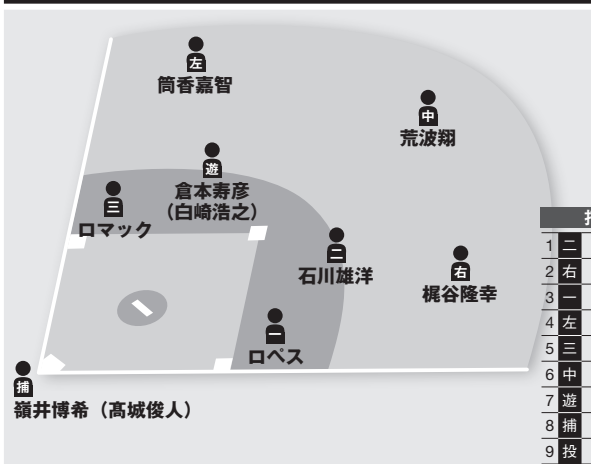 左
筒香嘉智
中
荒波翔
遊
倉本寿彦
（白崎浩之）
三
ロマック
二
石川雄洋
右
梶谷隆幸
一
ロペス
捕
嶺井博希（髙城俊人）
1 二
2 右
3 一
4 左
5 三
6 中
7 遊
8 捕
9 投